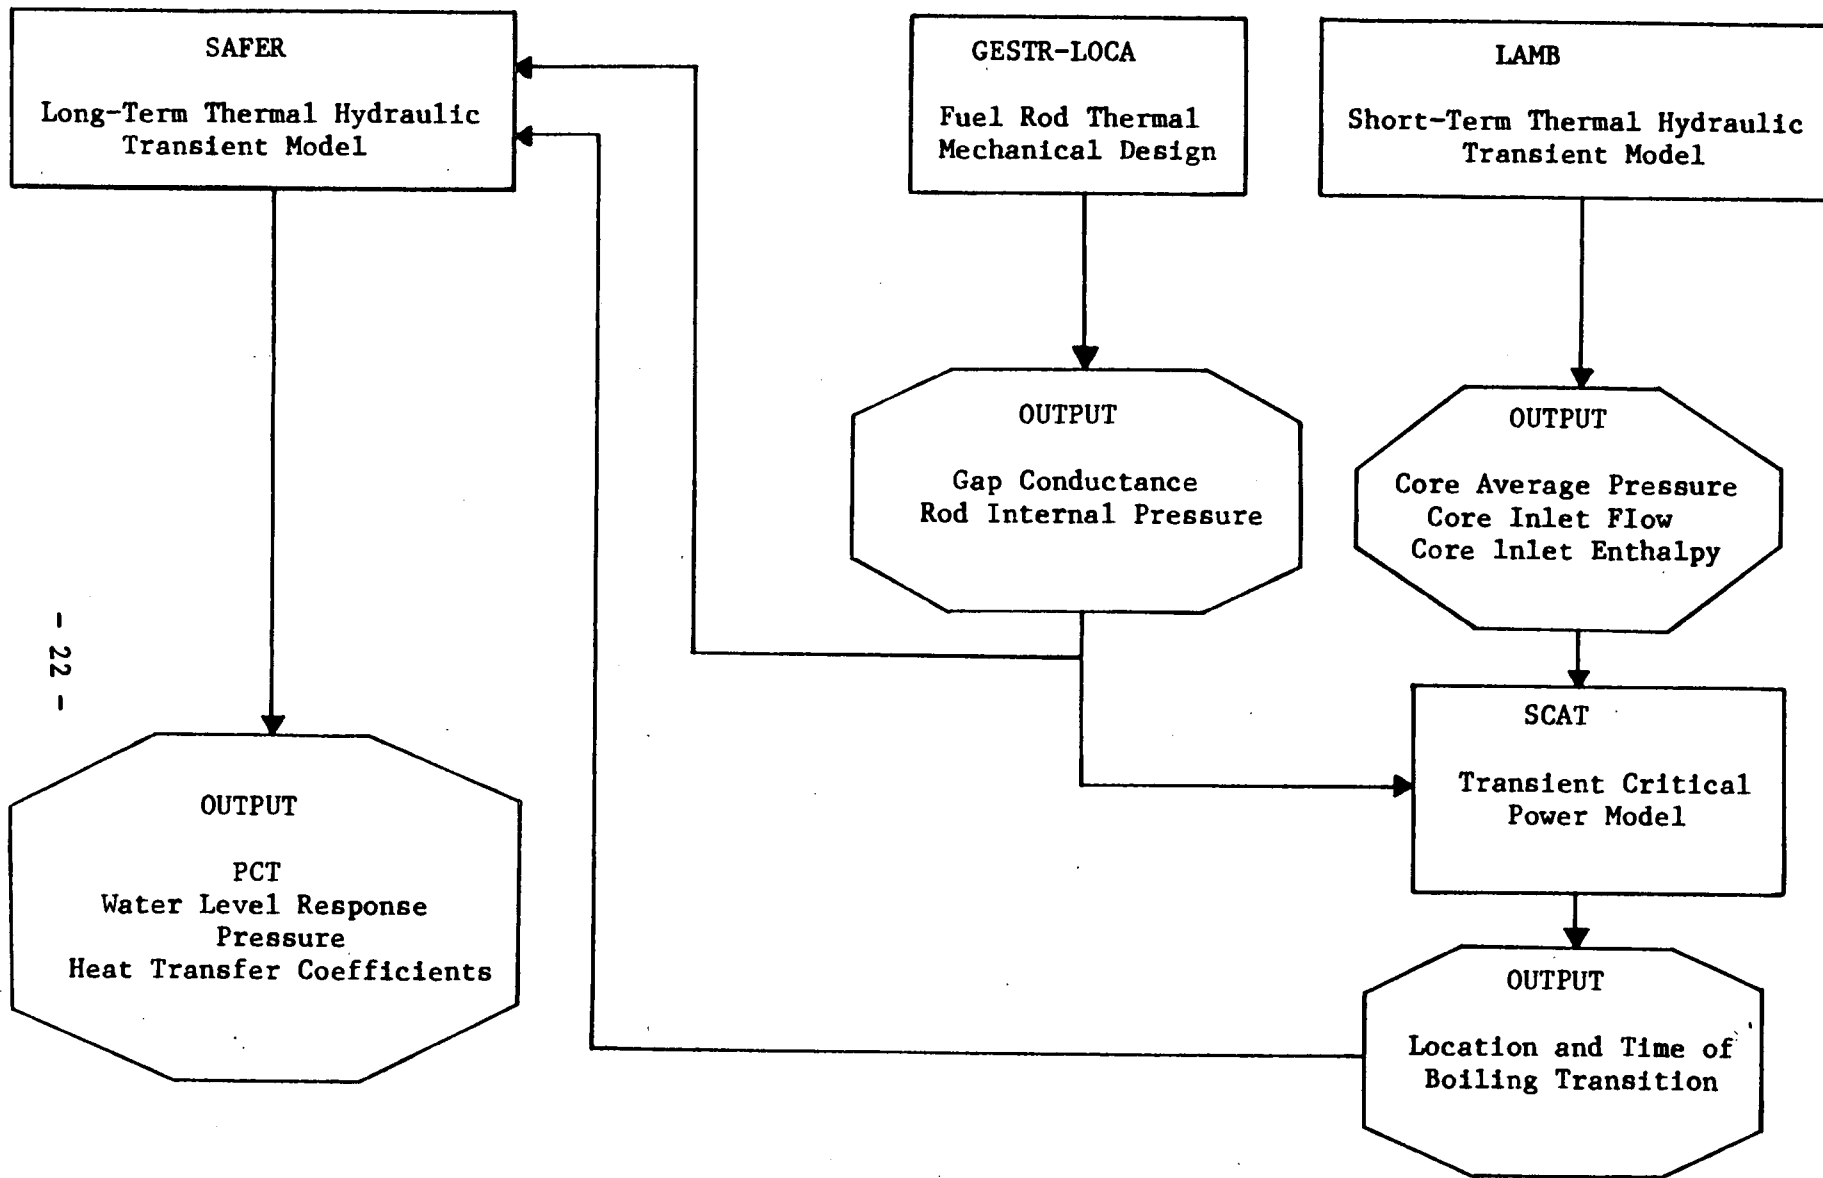 SAFER
Long-Term Thermal Hydraulic
Transient Model
GESTR-LOCA
Fuel Rod Thermal
Mechanical Design
LAMB
Short-Term Thermal Hydraulic
Transient Model
OUTPUT
Gap Conductance
Rod Internal Pressure
OUTPUT
Core Average Pressure
Core Inlet Flow
Core Inlet Enthalpy
SCAT
Transient Critical
Power Model
OUTPUT
PCT
Water Level Response
Pressure
Heat Transfer Coefficients
OUTPUT
Location and Time of
Boiling Transition
- 22 -